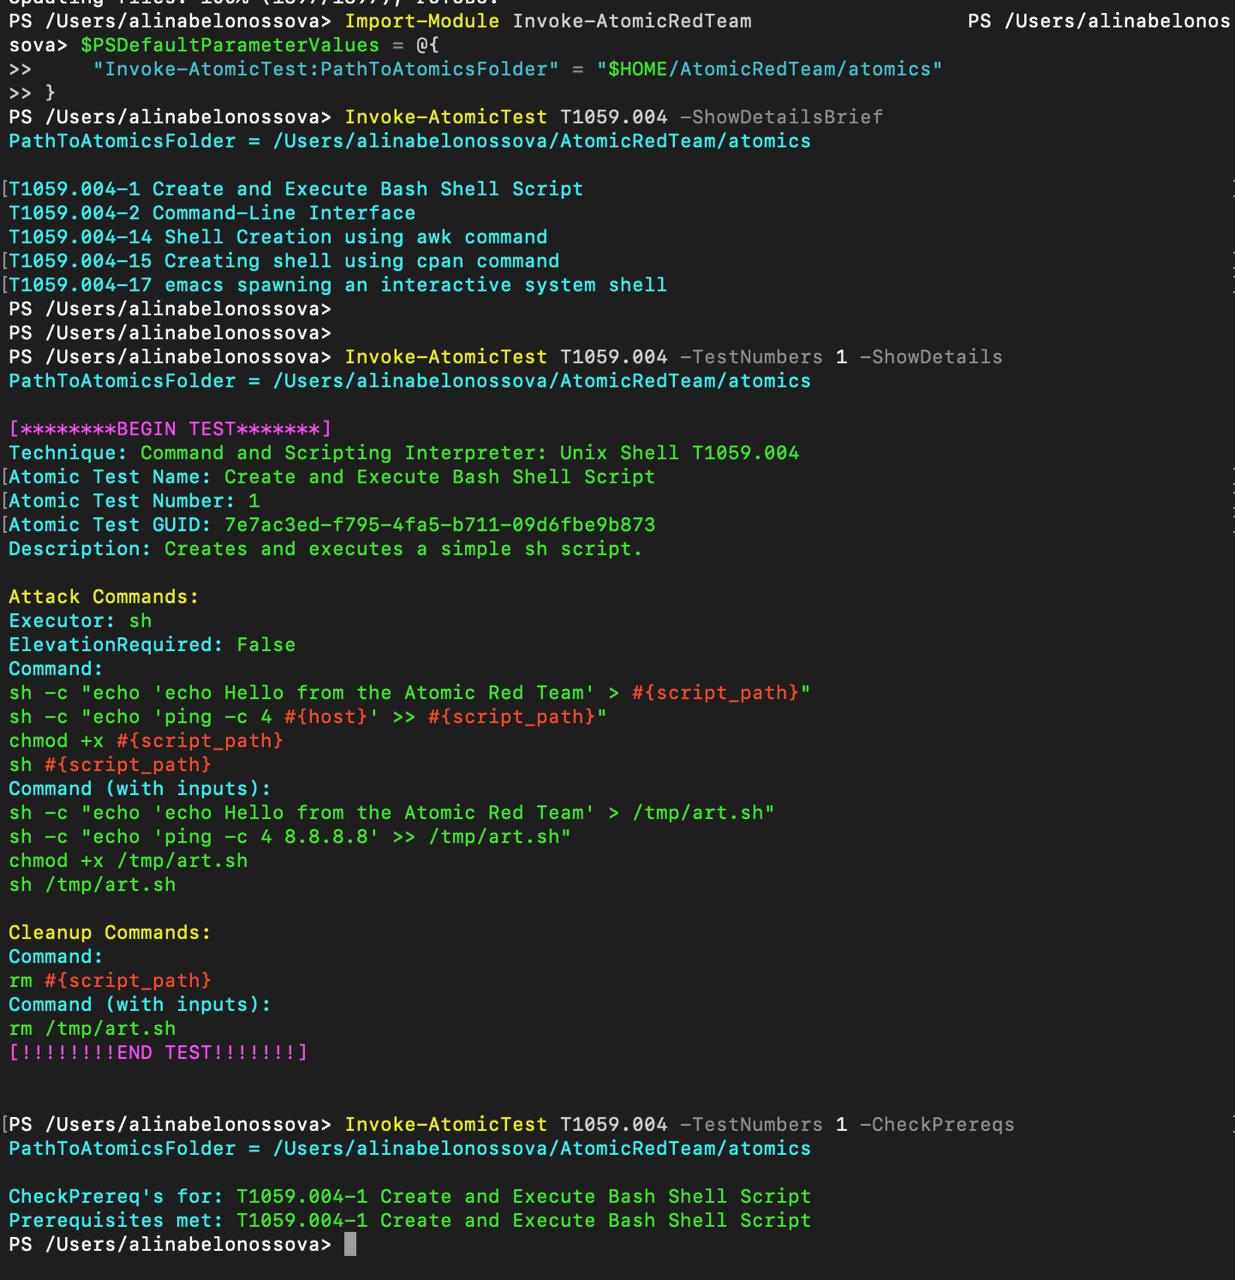 PS /Users/alinabelonossova> Import-Module Invoke-AtomicRedTeam                  PS /Users/alinabelonos
sova> $PSDefaultParameterValues = @{
>>     "Invoke-AtomicTest:PathToAtomicsFolder" = "$HOME/AtomicRedTeam/atomics"
>> }
PS /Users/alinabelonossova> Invoke-AtomicTest T1059.004 -ShowDetailsBrief
PathToAtomicsFolder = /Users/alinabelonossova/AtomicRedTeam/atomics

[T1059.004-1 Create and Execute Bash Shell Script
T1059.004-2 Command-Line Interface
T1059.004-14 Shell Creation using awk command
[T1059.004-15 Creating shell using cpan command
[T1059.004-17 emacs spawning an interactive system shell
PS /Users/alinabelonossova>
PS /Users/alinabelonossova>
PS /Users/alinabelonossova> Invoke-AtomicTest T1059.004 -TestNumbers 1 -ShowDetails
PathToAtomicsFolder = /Users/alinabelonossova/AtomicRedTeam/atomics

[********BEGIN TEST*******]
Technique: Command and Scripting Interpreter: Unix Shell T1059.004
[Atomic Test Name: Create and Execute Bash Shell Script
[Atomic Test Number: 1
[Atomic Test GUID: 7e7ac3ed-f795-4fa5-b711-09d6fbe9b873
Description: Creates and executes a simple sh script.

Attack Commands:
Executor: sh
ElevationRequired: False
Command:
sh -c "echo 'echo Hello from the Atomic Red Team' > #{script_path}"
sh -c "echo 'ping -c 4 #{host}' >> #{script_path}"
chmod +x #{script_path}
sh #{script_path}
Command (with inputs):
sh -c "echo 'echo Hello from the Atomic Red Team' > /tmp/art.sh"
sh -c "echo 'ping -c 4 8.8.8.8' >> /tmp/art.sh"
chmod +x /tmp/art.sh
sh /tmp/art.sh

Cleanup Commands:
Command:
rm #{script_path}
Command (with inputs):
rm /tmp/art.sh
[!!!!!!!!END TEST!!!!!!!]

[PS /Users/alinabelonossova> Invoke-AtomicTest T1059.004 -TestNumbers 1 -CheckPrereqs
PathToAtomicsFolder = /Users/alinabelonossova/AtomicRedTeam/atomics

CheckPrereq's for: T1059.004-1 Create and Execute Bash Shell Script
Prerequisites met: T1059.004-1 Create and Execute Bash Shell Script
PS /Users/alinabelonossova>